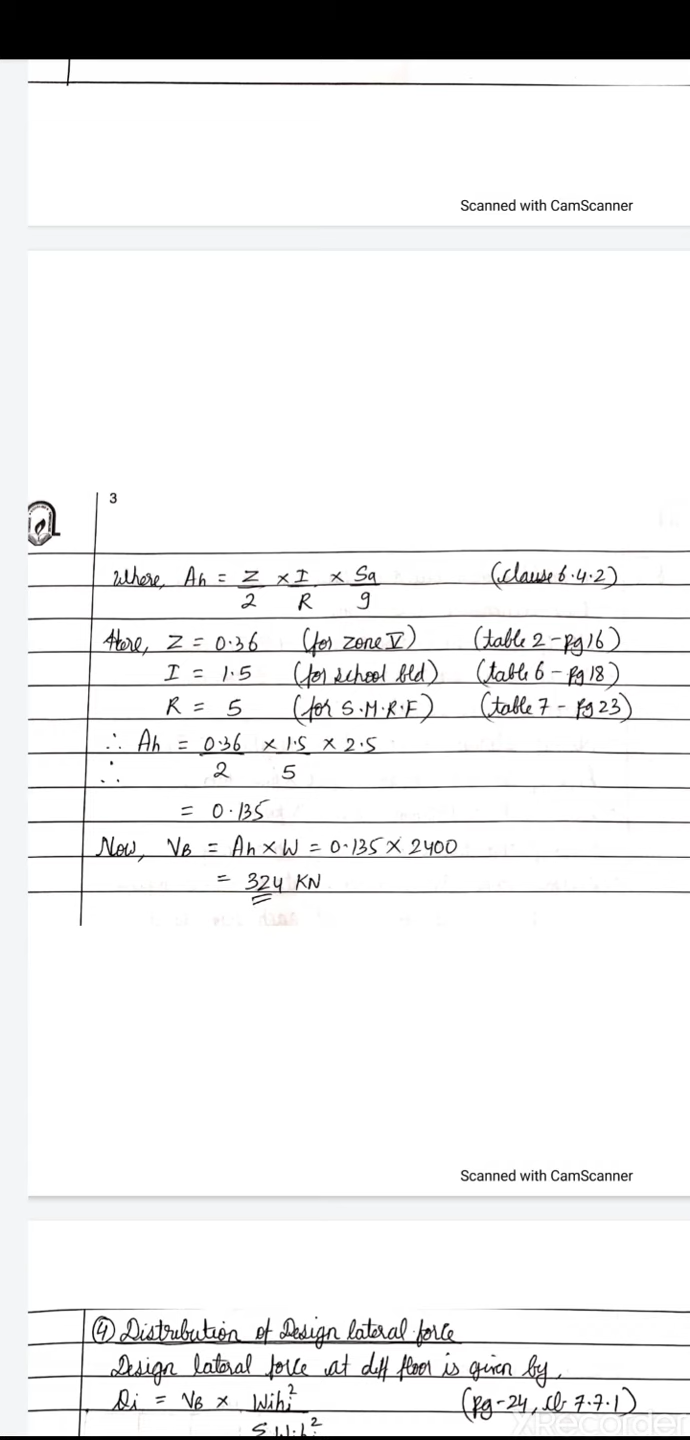 Scanned with CamScanner
3
Where, Ah = Z/2 × I/R × Sa/g (Clause 6.4.2)
Here, Z = 0.36 (for zone V) (table 2 - pg 16)
I = 1.5 (for school bld) (table 6 - pg 18)
R = 5 (for S.M.R.F) (table 7 - pg 23)
∴ Ah = 0.36/2 × 1.5/5 × 2.5
∴
= 0.135
Now, VB = Ah × W = 0.135 × 2400
= 324 KN
Scanned with CamScanner
④ Distribution of Design lateral force
Design lateral force at diff floor is given by,
Qi = VB × Wihi²/ΣWihi² (Pg-24, cl-7.7.1)
XRecorder